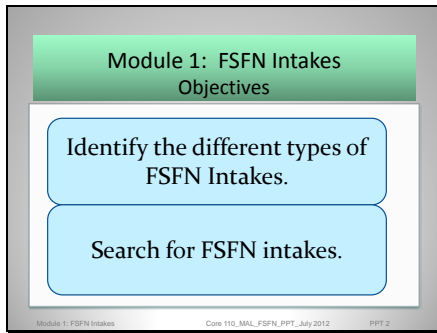 Module 1:  FSFN Intakes
Objectives
Identify the different types of
FSFN Intakes.
Search for FSFN intakes.
Module 1: FSFN Intakes Core 110_MAL_FSFN_PPT_July 2012 PPT 2